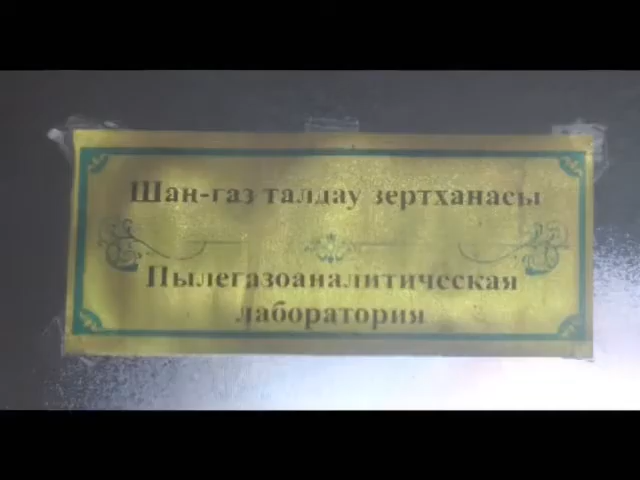 Шаң-газ талдау зертханасы
Пылегазоаналитическая
лаборатория